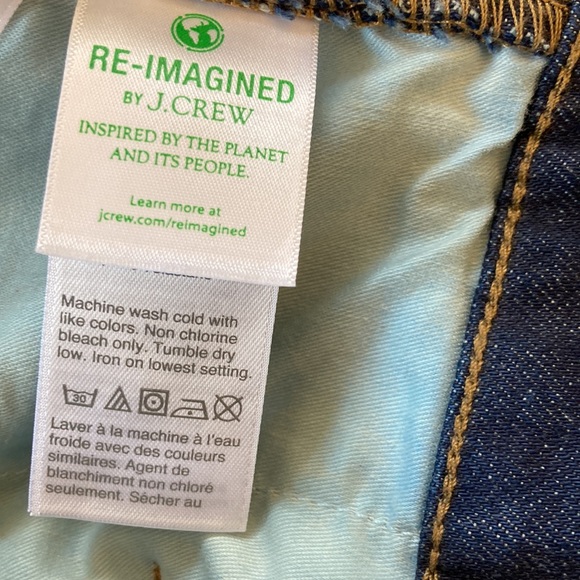 RE-IMAGINED
BY J.CREW
INSPIRED BY THE PLANET
AND ITS PEOPLE.
Learn more at
jcrew.com/reimagined
Machine wash cold with
like colors. Non chlorine
bleach only. Tumble dry
low. Iron on lowest setting.
30
Laver à la machine à l'eau
froide avec des couleurs
similaires. Agent de
blanchiment non chloré
seulement. Sécher au